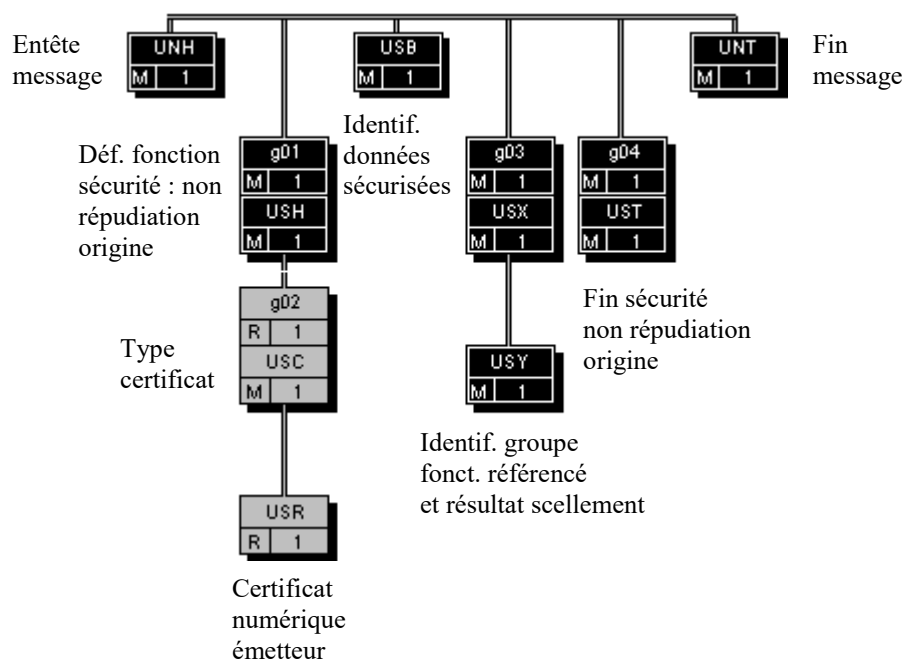 Entête
message
UNH
M 1
USB
M 1
UNT
M 1
Fin
message
Déf. fonction
sécurité : non
répudiation
origine
g01
M 1
USH
M 1
Identif.
données
sécurisées
g03
M 1
USX
M 1
g04
M 1
UST
M 1
Type
certificat
g02
R 1
USC
M 1
USY
M 1
Fin sécurité
non répudiation
origine
Identif. groupe
fonct. référencé
et résultat scellement
USR
R 1
Certificat
numérique
émetteur